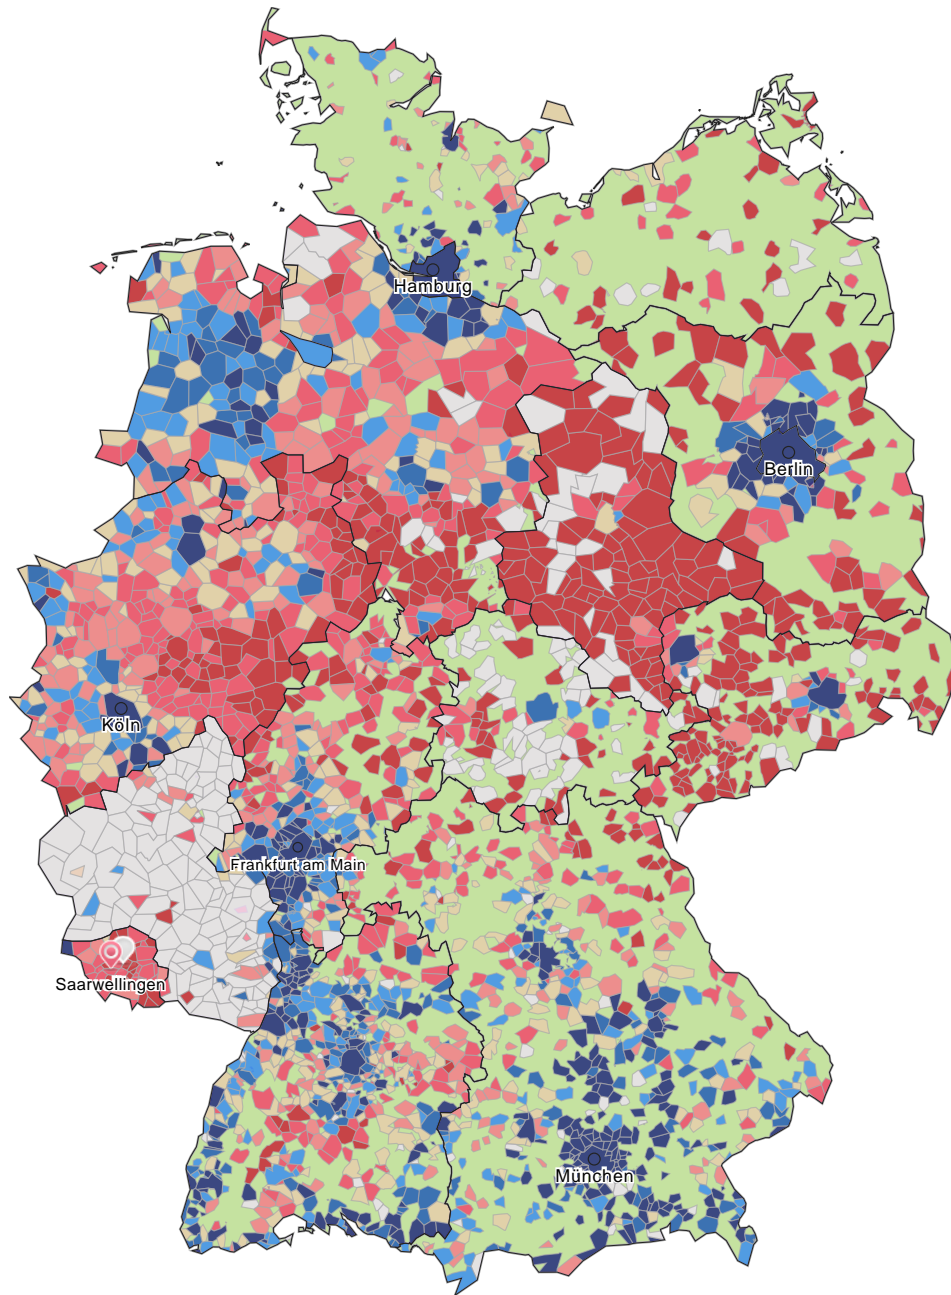 Hamburg
Berlin
Köln
Frankfurt am Main
Saarwellingen
München